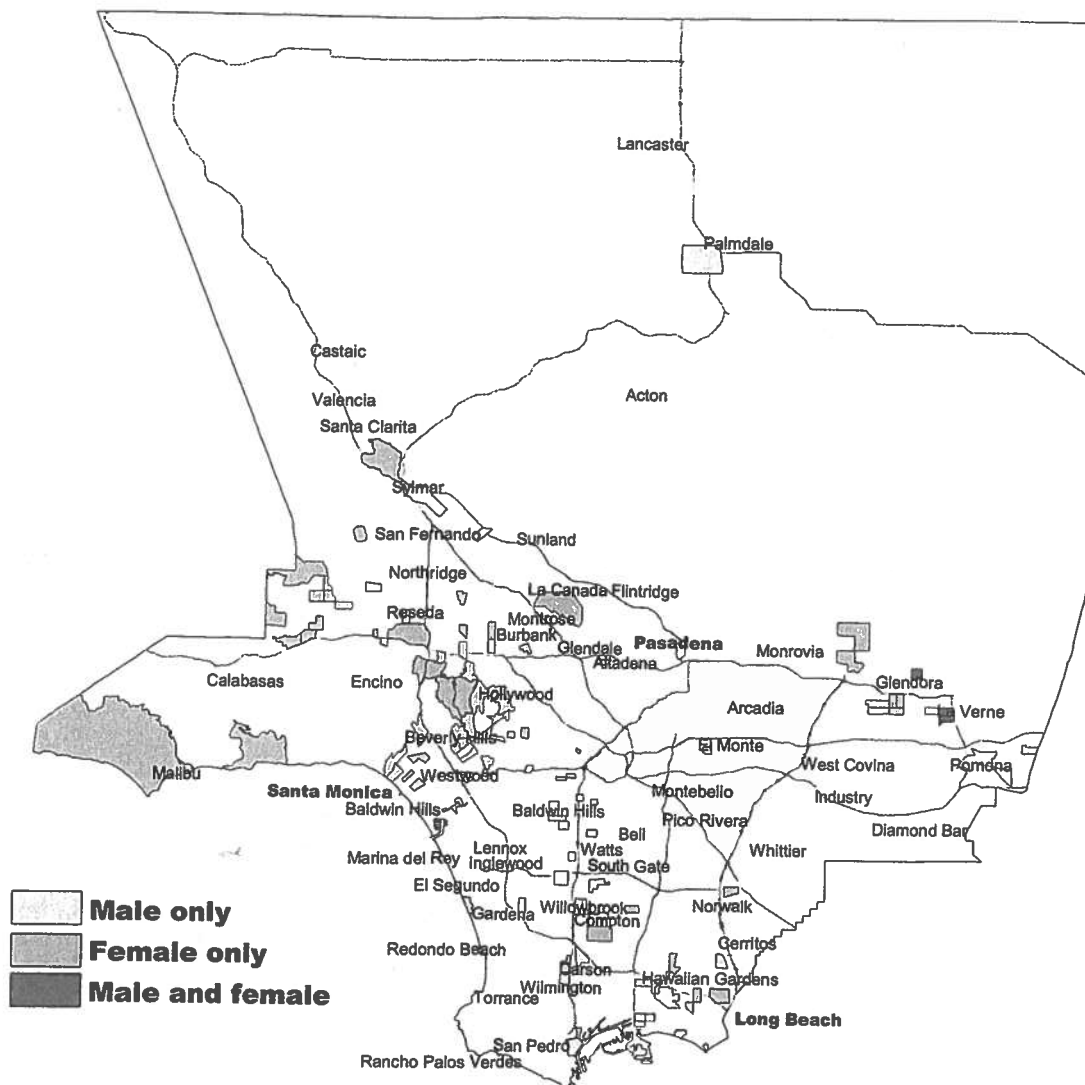 Lancaster
Palmdale
Castaic
Acton
Valencia
Santa Clarita
Sylmar
San Fernando
Sunland
Northridge
La Canada Flintridge
Reseda
Montrose
Burbank
Pasadena
Glendale
Monrovia
Altadena
Calabasas
Encino
Glendora
Hollywood
Arcadia
Verne
Beverly Hills
Monte
Malibu
Westwood
West Covina
Pomona
Santa Monica
Montebello
Industry
Baldwin Hills
Baldwin Hills
Pico Rivera
Bell
Diamond Bar
Lennox
Watts
Whittier
Marina del Rey
Inglewood
South Gate
El Segundo
Male only
Gardena
Willowbrook
Norwalk
Compton
Female only
Redondo Beach
Cerritos
Carson
Hawaiian Gardens
Male and female
Wilmington
Torrance
Long Beach
San Pedro
Rancho Palos Verdes